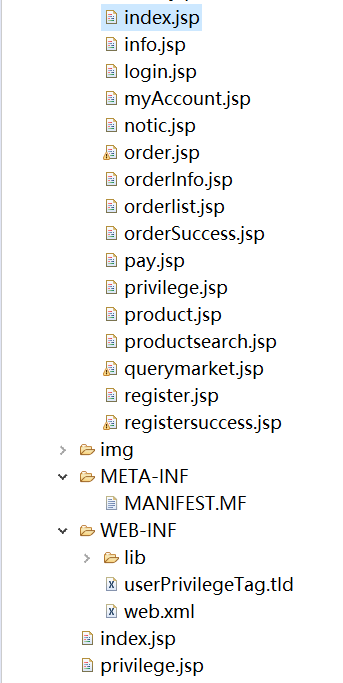 index.jsp
info.jsp
login.jsp
myAccount.jsp
notic.jsp
order.jsp
orderInfo.jsp
orderlist.jsp
orderSuccess.jsp
pay.jsp
privilege.jsp
product.jsp
productsearch.jsp
querymarket.jsp
register.jsp
registersuccess.jsp
img
META-INF
MANIFEST.MF
WEB-INF
lib
userPrivilegeTag.tld
web.xml
index.jsp
privilege.jsp